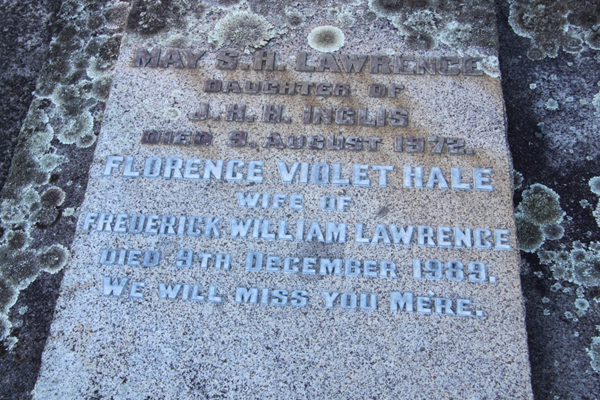 MAY S. H. LAWRENCE
DAUGHTER OF
J. H. H. INGLIS
DIED 9. AUGUST 1972.
FLORENCE VIOLET HALE
WIFE OF
FREDERICK WILLIAM LAWRENCE
DIED 9TH DECEMBER 1989.
WE WILL MISS YOU MERE.